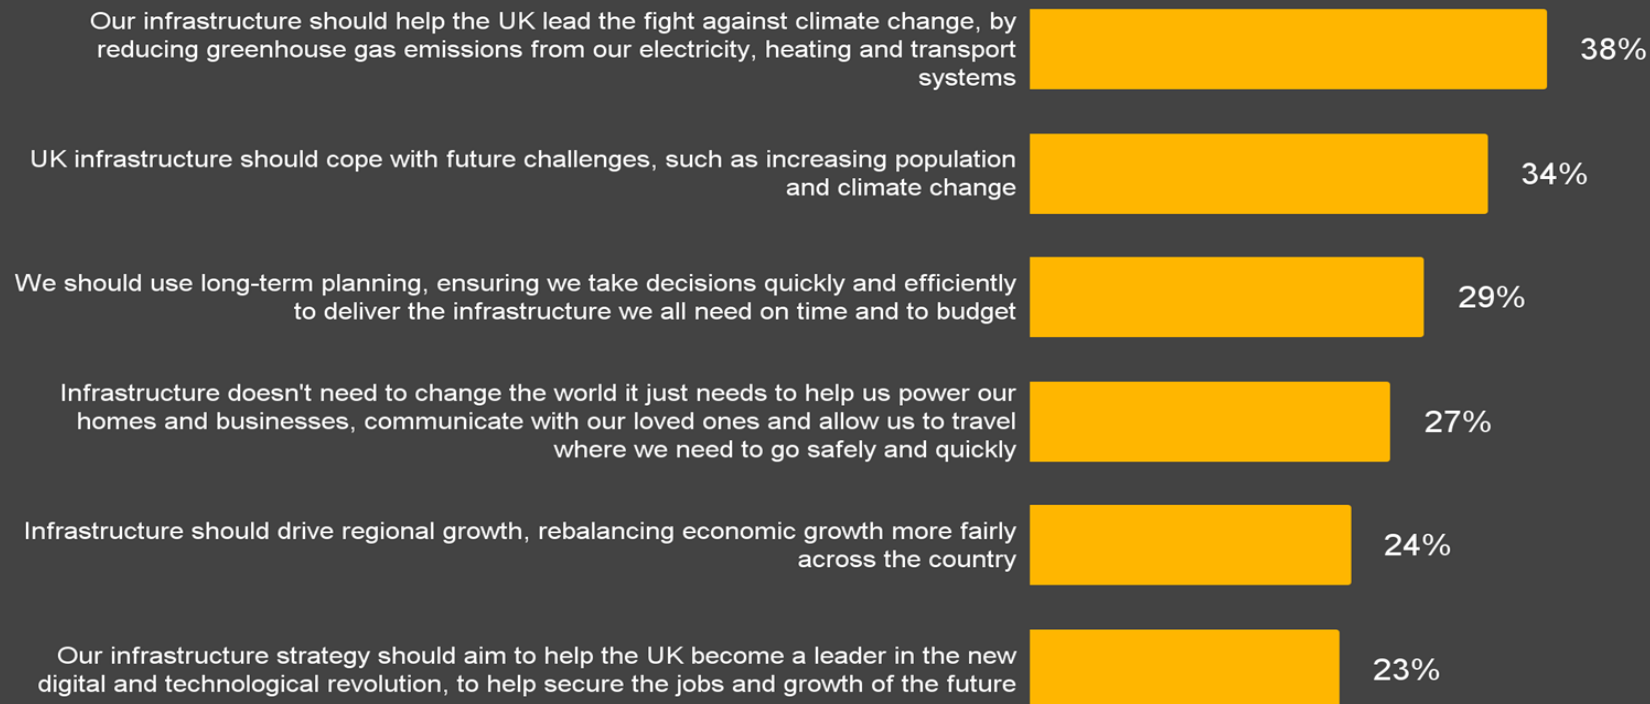 Our infrastructure should help the UK lead the fight against climate change, by
reducing greenhouse gas emissions from our electricity, heating and transport
systems
38%
UK infrastructure should cope with future challenges, such as increasing population
and climate change
34%
We should use long-term planning, ensuring we take decisions quickly and efficiently
to deliver the infrastructure we all need on time and to budget
29%
Infrastructure doesn't need to change the world it just needs to help us power our
homes and businesses, communicate with our loved ones and allow us to travel
where we need to go safely and quickly
27%
Infrastructure should drive regional growth, rebalancing economic growth more fairly
across the country
24%
Our infrastructure strategy should aim to help the UK become a leader in the new
digital and technological revolution, to help secure the jobs and growth of the future
23%